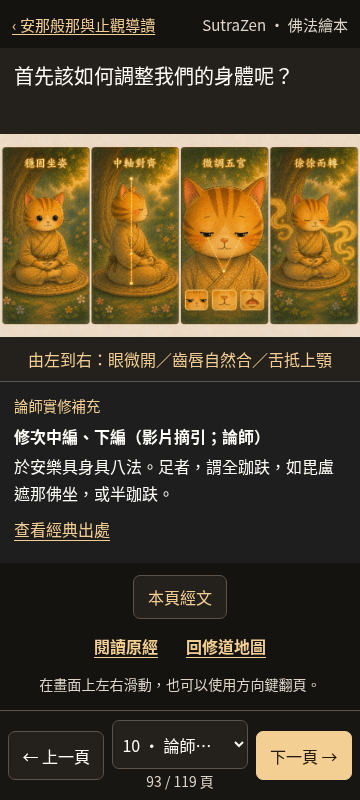 ‹ 安那般那與止觀導讀
SutraZen · 佛法繪本
首先該如何調整我們的身體呢？
穩固坐姿
中軸對齊
微調五官
徐徐而轉
由左到右：眼微開／齒唇自然合／舌抵上顎
論師實修補充
修次中編、下編（影片摘引；論師）
於安樂具身具八法。足者，謂全跏趺，如毘盧
遮那佛坐，或半跏趺。
查看經典出處
本頁經文
閱讀原經
回修道地圖
在畫面上左右滑動，也可以使用方向鍵翻頁。
← 上一頁
10 · 論師…
下一頁 →
93 / 119 頁